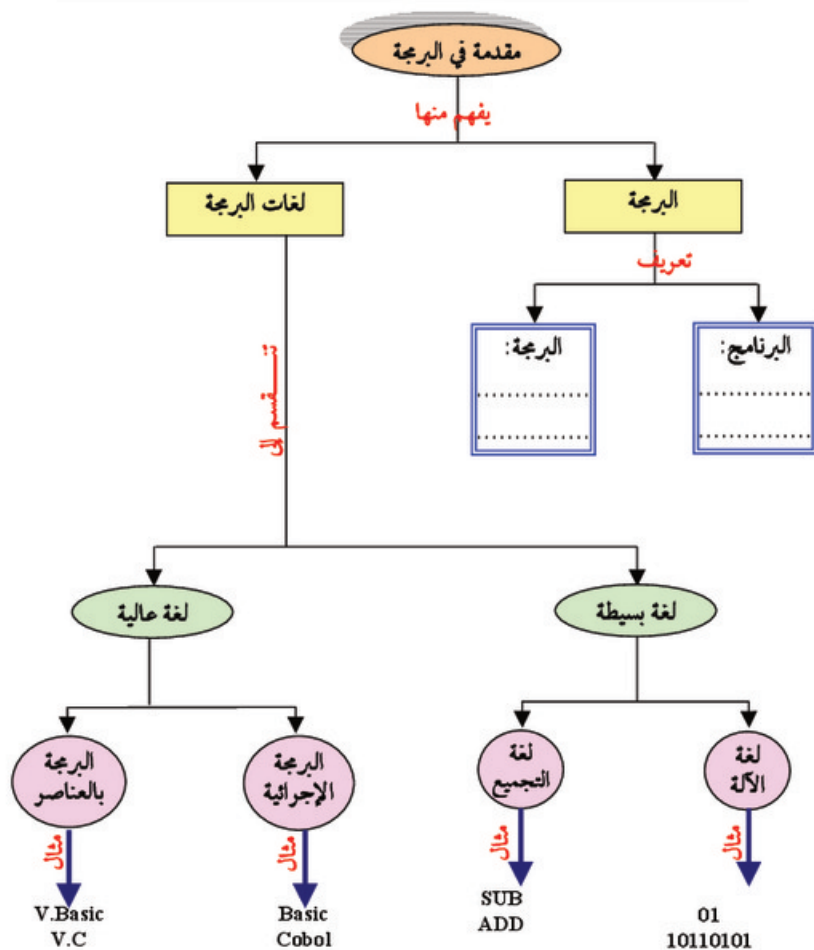 مقدمة في البرمجة
يفهم منها
البرمجة
لغات البرمجة
تعريف
البرنامج:
................
................
البرمجة:
................
................
تنـــقسم إلى
لغة بسيطة
لغة عالية
لغة
الآلة
لغة
التجميع
البرمجة
الإجرائية
البرمجة
بالعناصر
مثال
مثال
مثال
مثال
01
10110101
SUB
ADD
Basic
Cobol
V.Basic
V.C